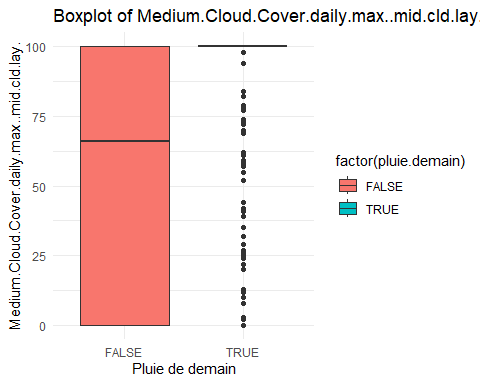 Boxplot of Medium.Cloud.Cover.daily.max..mid.cld.lay.
Medium.Cloud.Cover.daily.max..mid.cld.lay.
100
75
50
25
0
FALSE
TRUE
Pluie de demain
factor(pluie.demain)
FALSE
TRUE